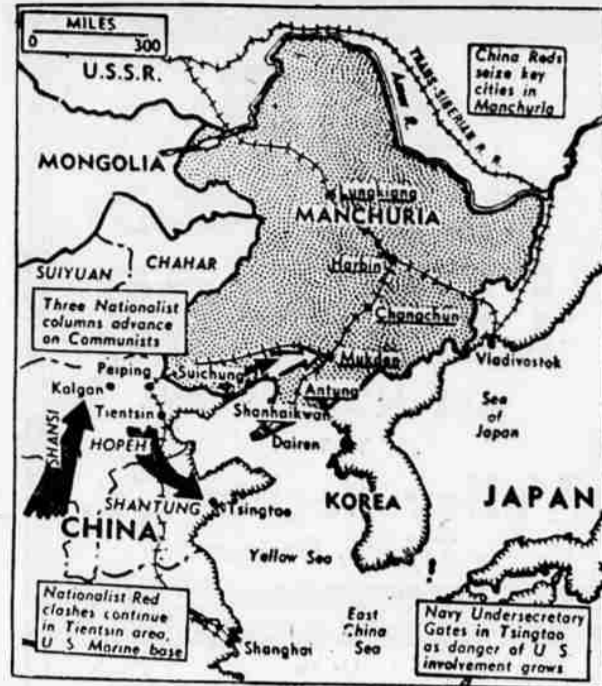 MILES
0 300
U.S.S.R.
TRANS-SIBERIAN R. R.
Amur R.
China Reds
seize key
cities in
Manchuria
MONGOLIA
Lungkiang
MANCHURIA
SUIYUAN
CHAHAR
Harbin
Three Nationalist
columns advance
on Communists
Changchun
Mukden
Vladivostok
Peiping
Suichung
Kalgan
Antung
Tientsin
Shanhaikwan
Sea
of
Japan
SHANSI
HOPEH
Dairen
SHANTUNG
Tsingtao
KOREA
JAPAN
CHINA
Yellow Sea
Nationalist Red
clashes continue
in Tientsin area,
U S Marine base
Shanghai
East
China
Sea
Navy Undersecretary
Gates in Tsingtao
as danger of U S
involvement grows